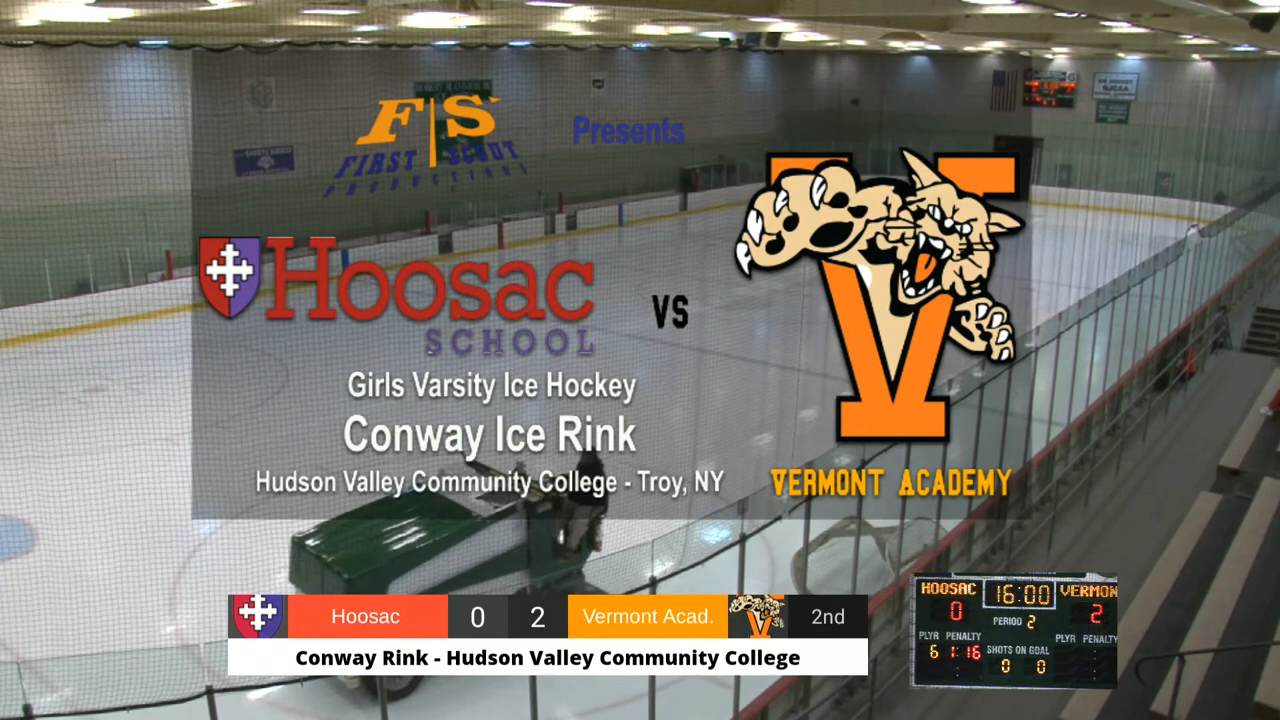 F|S
FIRST SCOUT
PRODUCTIONS
Presents
HOOSAC
SCHOOL
VS
V
VERMONT ACADEMY
Girls Varsity Ice Hockey
Conway Ice Rink
Hudson Valley Community College - Troy, NY
Hoosac 0 2 Vermont Acad. V 2nd
Conway Rink - Hudson Valley Community College
HOOSAC 16:00 VERMON
0 PERIOD 2 2
PLYR PENALTY PLYR PENALTY
6 1:16 SHOTS ON GOAL
0 0
NJCAA